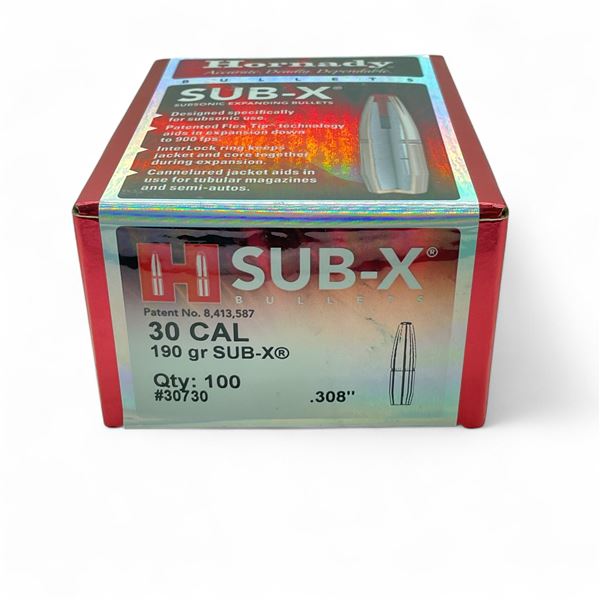 Hornady
Accurate. Deadly. Dependable.
BULLETS
SUB-X®
SUBSONIC EXPANDING BULLETS
Designed specifically
for subsonic use.
Patented Flex Tip™ technology
aids in expansion down
to 900 fps.
InterLock ring keeps
jacket and core together
during expansion.
Cannelured jacket aids in
use for tubular magazines
and semi-autos.
H SUB-X®
BULLETS
Patent No. 8,413,587
30 CAL
190 gr SUB-X®
Qty: 100
#30730
.308"